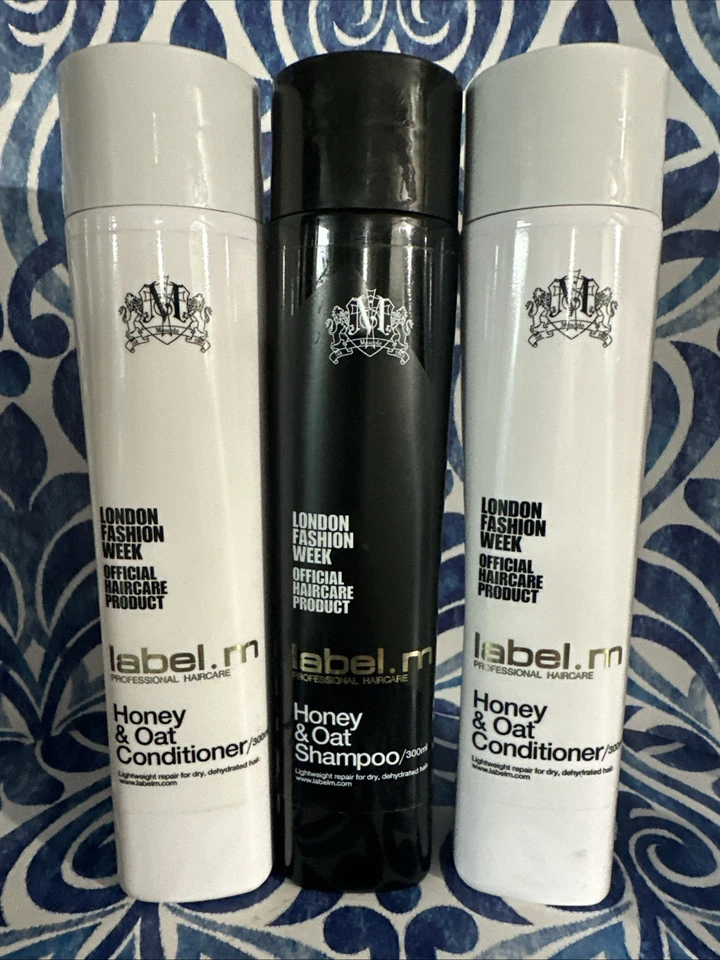 M
LONDON
FASHION
WEEK
OFFICIAL
HAIRCARE
PRODUCT
label.m
PROFESSIONAL HAIRCARE
Honey
& Oat
Conditioner/300ml
Lightweight repair for dry, dehydrated hair.
www.labelm.com
M
LONDON
FASHION
WEEK
OFFICIAL
HAIRCARE
PRODUCT
label.m
PROFESSIONAL HAIRCARE
Honey
& Oat
Shampoo/300ml
Lightweight repair for dry, dehydrated hair.
www.labelm.com
M
LONDON
FASHION
WEEK
OFFICIAL
HAIRCARE
PRODUCT
label.m
PROFESSIONAL HAIRCARE
Honey
& Oat
Conditioner/300
Lightweight repair for dry, dehydrated hair.
www.labelm.com